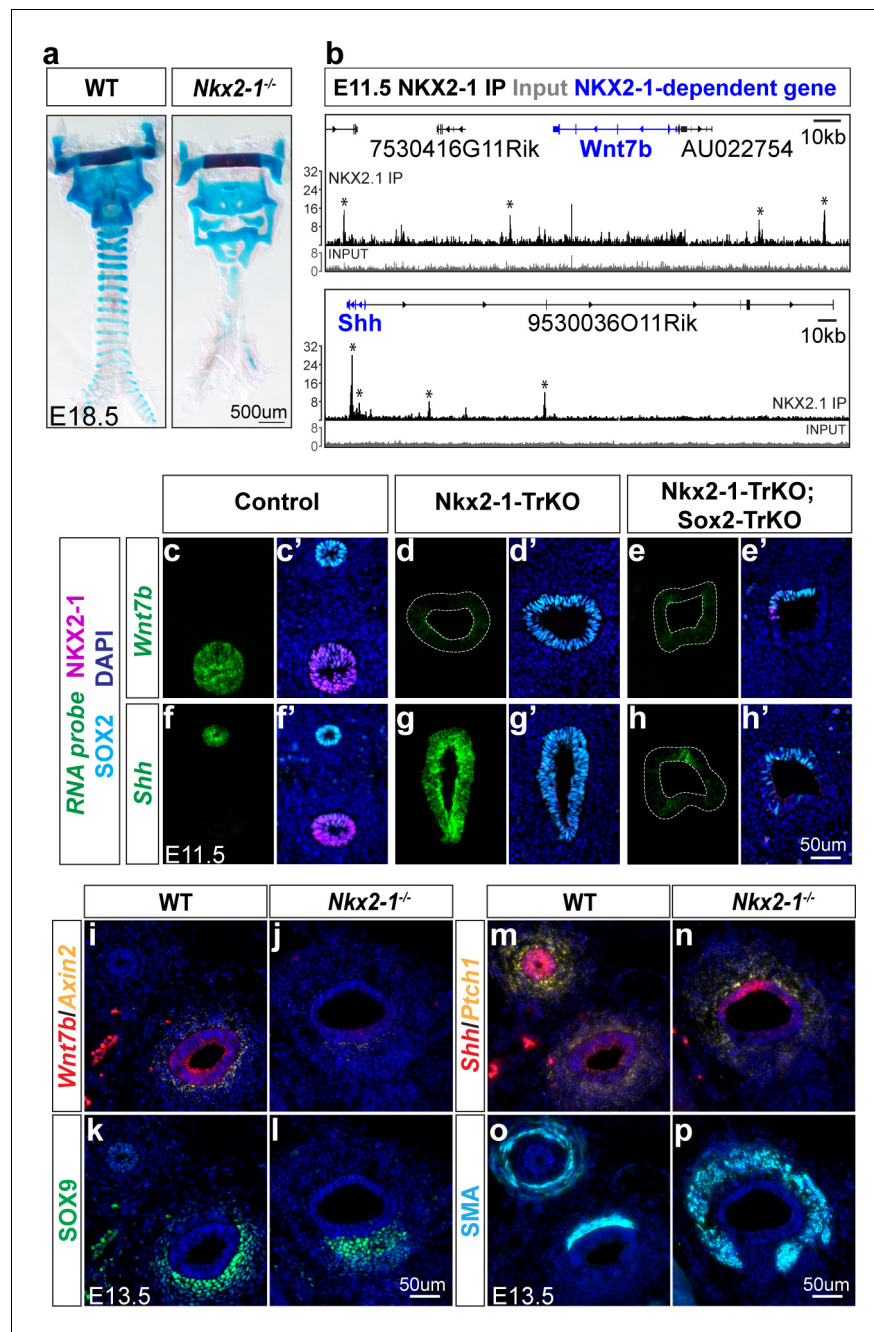 a
WT
Nkx2-1-/-
E18.5
500um
b
E11.5 NKX2-1 IP Input NKX2-1-dependent gene
10kb
7530416G11Rik
Wnt7b
AU022754
32
24
16
8
0
NKX2.1 IP
* * * *
8
0
INPUT
10kb
Shh
9530036O11Rik
32
24
16
8
0
* * * *
NKX2.1 IP
8
0
INPUT
Control
Nkx2-1-TrKO
Nkx2-1-TrKO;
Sox2-TrKO
RNA probe NKX2-1
SOX2 DAPI
Wnt7b
c c' d d' e e'
Shh
f f' g g' h h'
E11.5
50um
WT
Nkx2-1-/-
WT
Nkx2-1-/-
Wnt7b/Axin2
i j
Shh/Ptch1
m n
SOX9
k l
SMA
o p
E13.5
50um
E13.5
50um